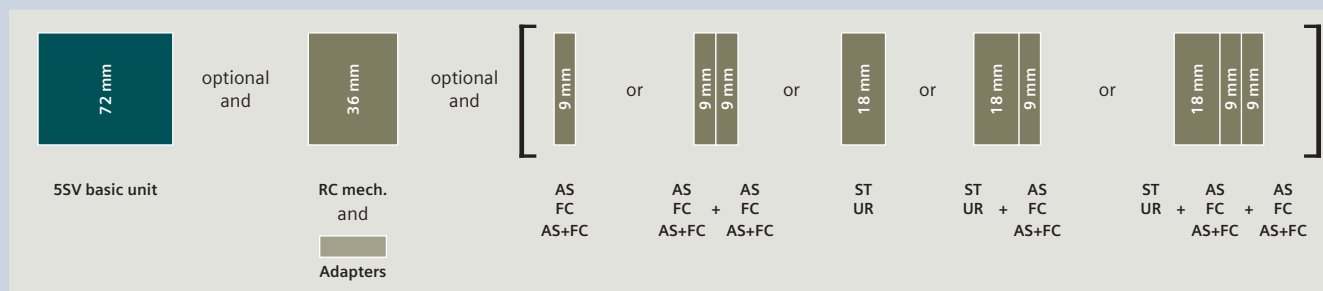 72 mm
optional
and
36 mm
optional
and
9 mm
or
9 mm
9 mm
or
18 mm
or
18 mm
9 mm
or
18 mm
9 mm
9 mm
5SV basic unit
RC mech.
and
Adapters
AS
FC
AS+FC
AS AS
FC + FC
AS+FC AS+FC
ST
UR
ST AS
UR + FC
AS+FC
ST AS AS
UR + FC + FC
AS+FC AS+FC